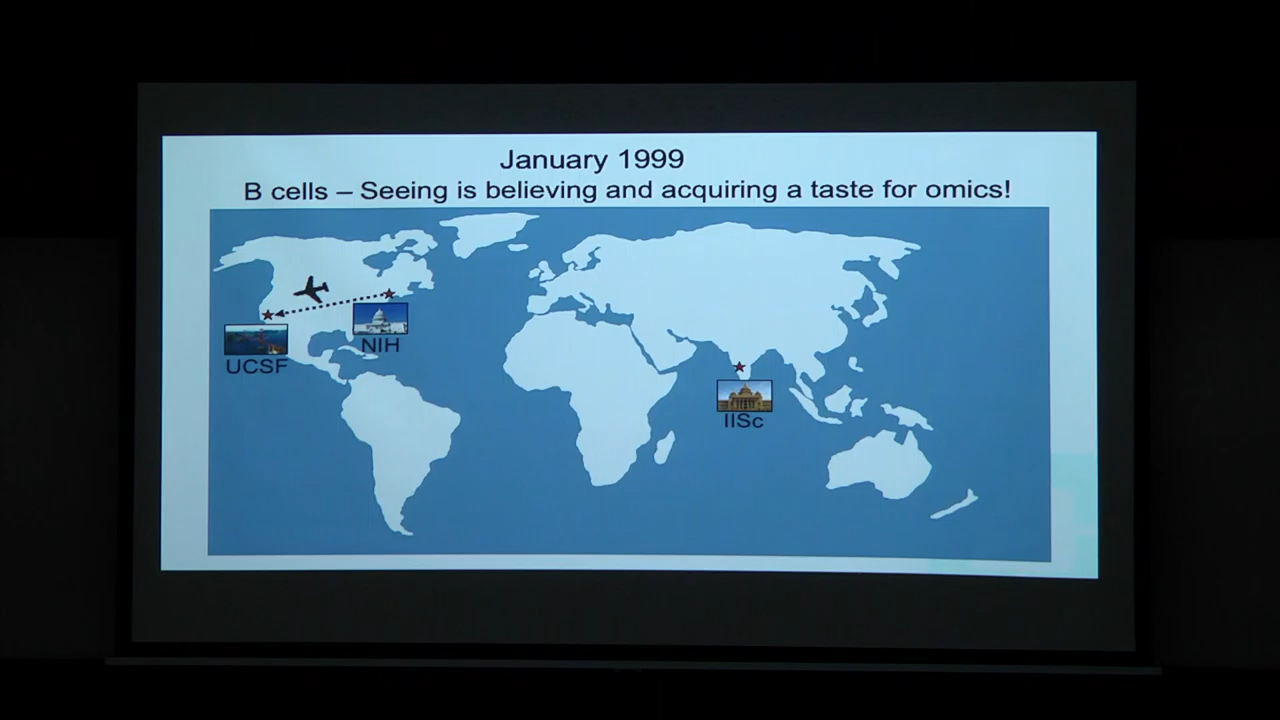 January 1999
B cells – Seeing is believing and acquiring a taste for omics!
NIH
UCSF
IISc